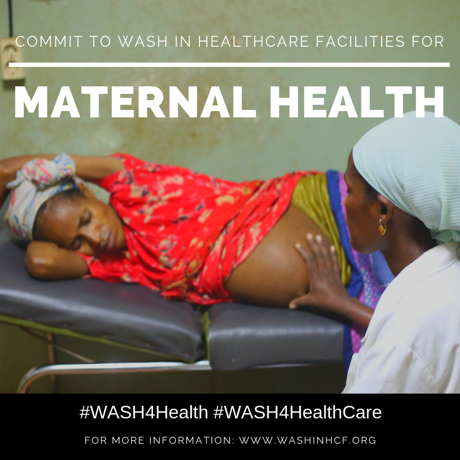 COMMIT TO WASH IN HEALTHCARE FACILITIES FOR
MATERNAL HEALTH
#WASH4Health #WASH4HealthCare
FOR MORE INFORMATION: WWW.WASHINHCF.ORG